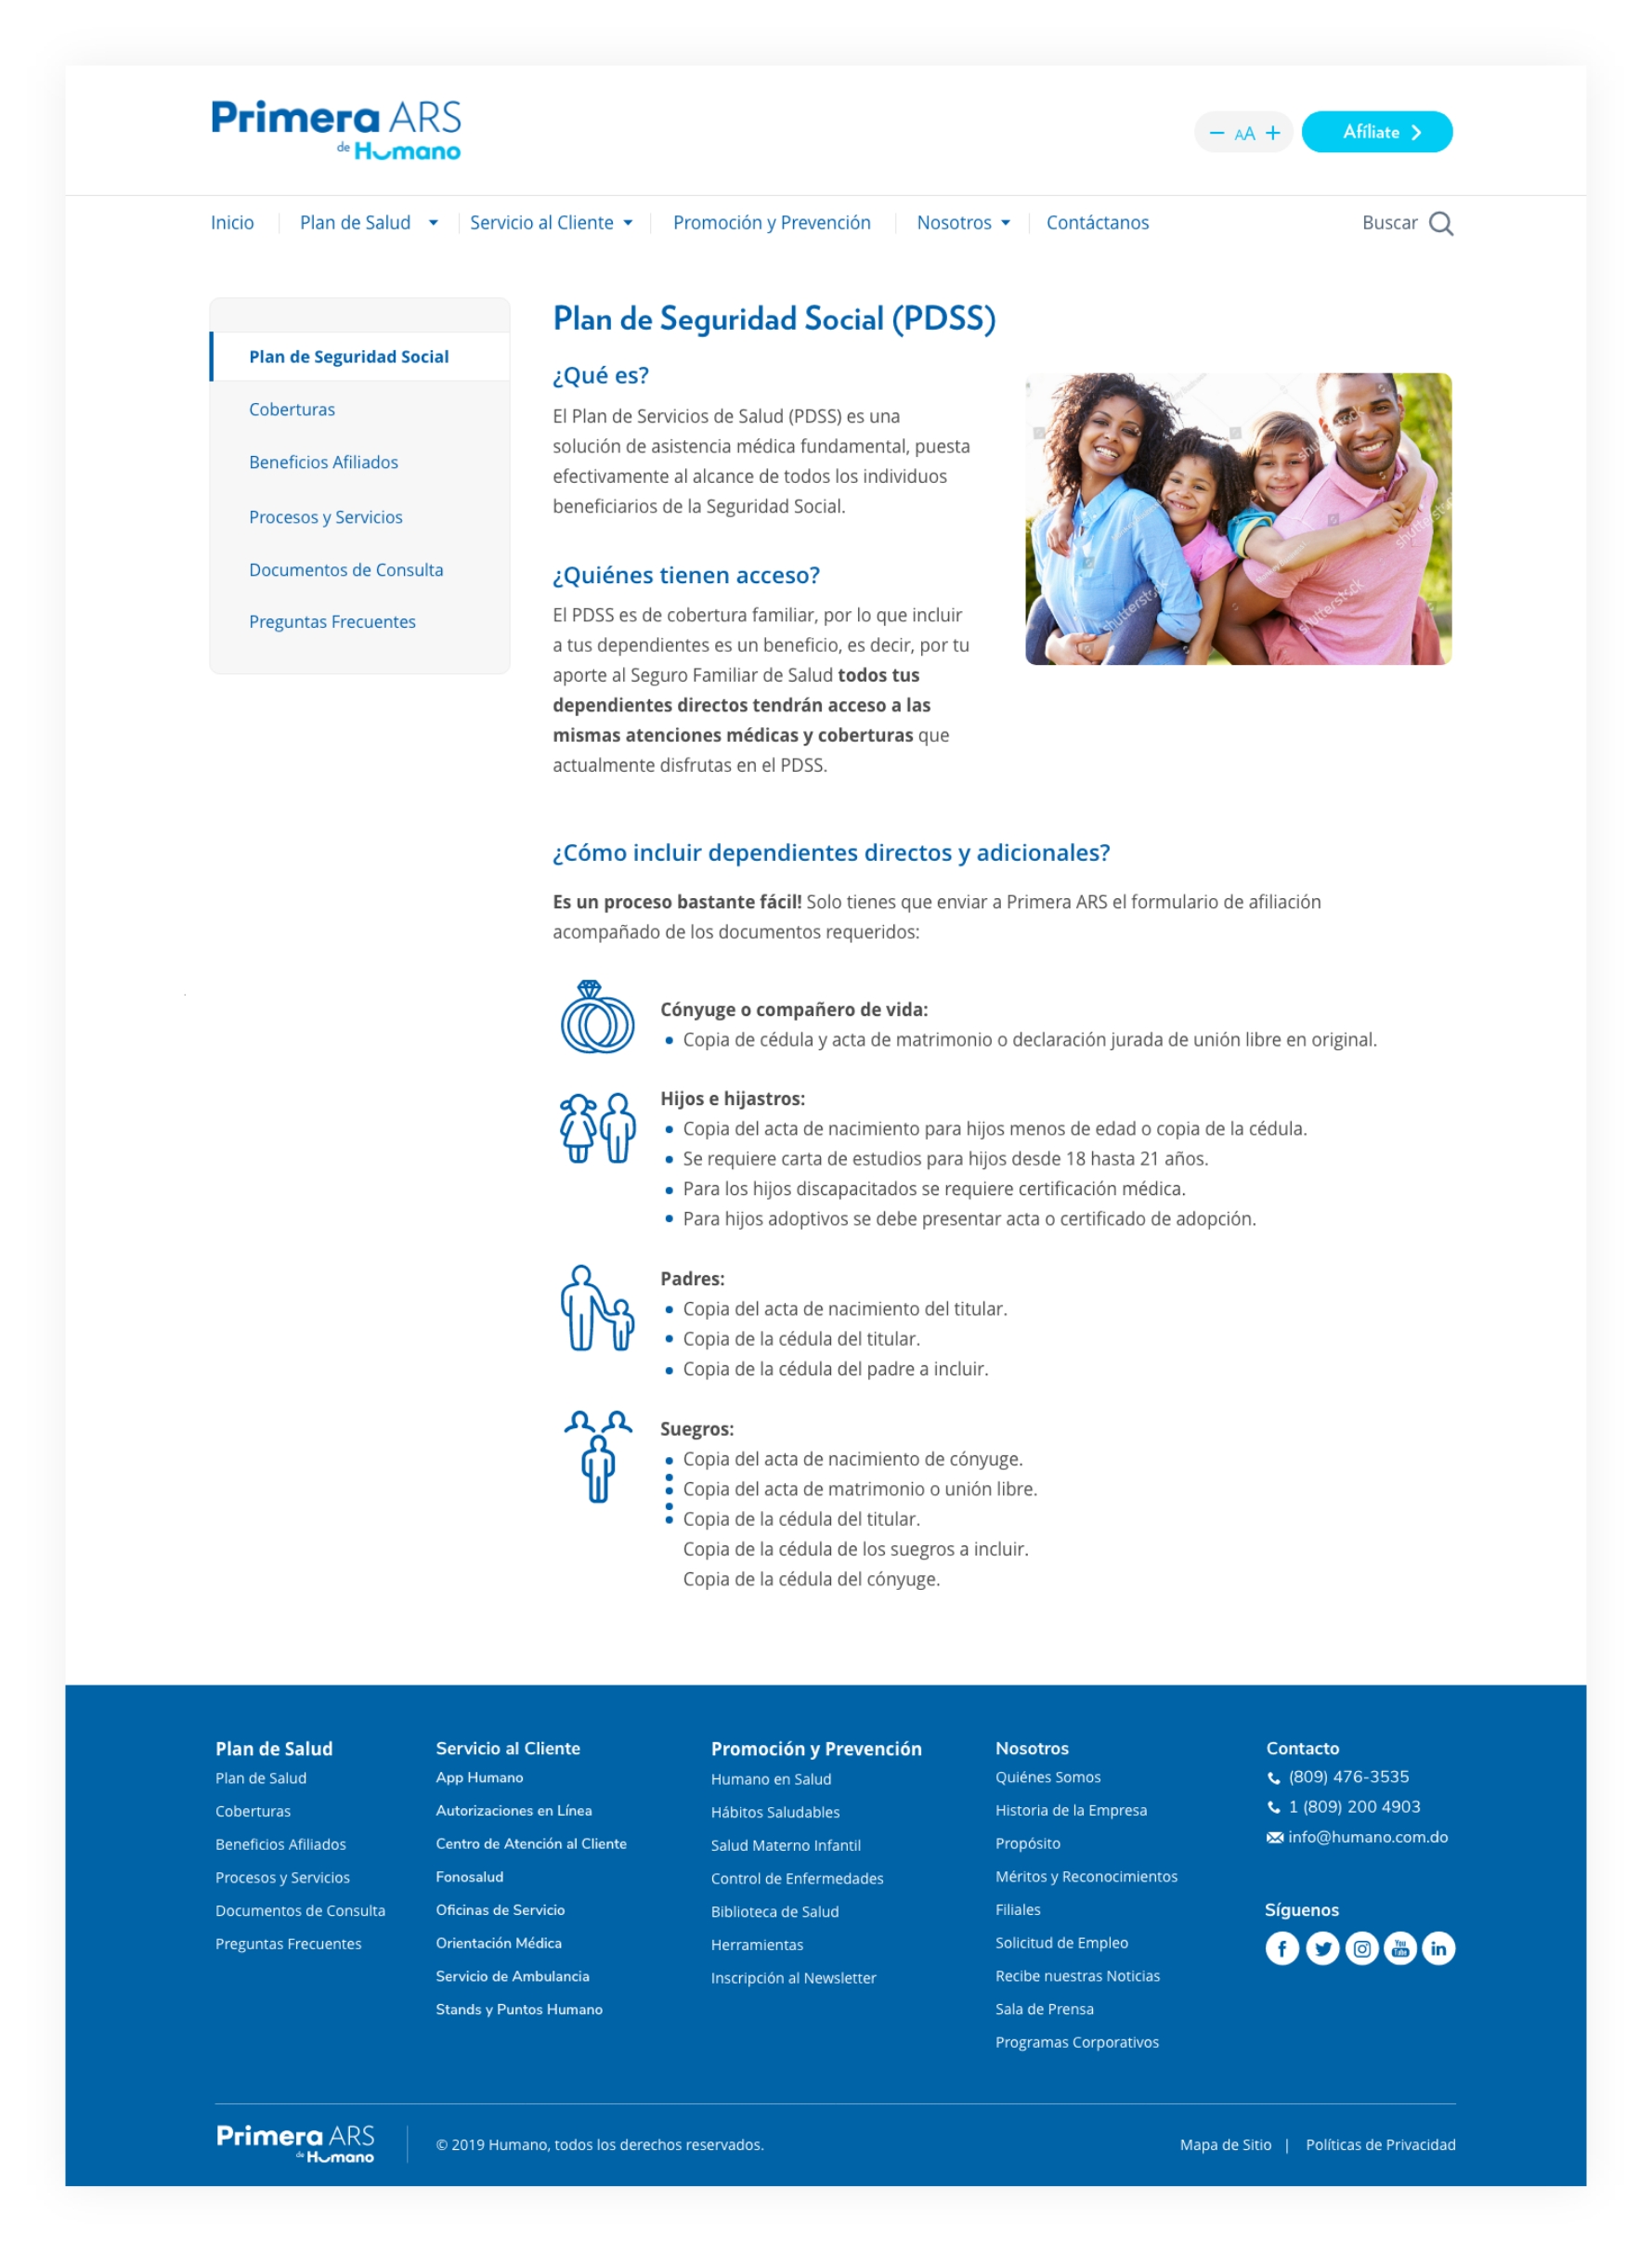 Primera ARS
de Humano
AA
Afíliate
Inicio
Plan de Salud
Servicio al Cliente
Promoción y Prevención
Nosotros
Contáctanos
Buscar
Plan de Seguridad Social
Coberturas
Beneficios Afiliados
Procesos y Servicios
Documentos de Consulta
Preguntas Frecuentes
Plan de Seguridad Social (PDSS)
¿Qué es?
El Plan de Servicios de Salud (PDSS) es una
solución de asistencia médica fundamental, puesta
efectivamente al alcance de todos los individuos
beneficiarios de la Seguridad Social.
shutterstock
shutterstock
shutterstock
¿Quiénes tienen acceso?
El PDSS es de cobertura familiar, por lo que incluir
a tus dependientes es un beneficio, es decir, por tu
aporte al Seguro Familiar de Salud todos tus
dependientes directos tendrán acceso a las
mismas atenciones médicas y coberturas que
actualmente disfrutas en el PDSS.
¿Cómo incluir dependientes directos y adicionales?
Es un proceso bastante fácil! Solo tienes que enviar a Primera ARS el formulario de afiliación
acompañado de los documentos requeridos:
Cónyuge o compañero de vida:
• Copia de cédula y acta de matrimonio o declaración jurada de unión libre en original.
Hijos e hijastros:
• Copia del acta de nacimiento para hijos menos de edad o copia de la cédula.
• Se requiere carta de estudios para hijos desde 18 hasta 21 años.
• Para los hijos discapacitados se requiere certificación médica.
• Para hijos adoptivos se debe presentar acta o certificado de adopción.
Padres:
• Copia del acta de nacimiento del titular.
• Copia de la cédula del titular.
• Copia de la cédula del padre a incluir.
Suegros:
• Copia del acta de nacimiento de cónyuge.
• Copia del acta de matrimonio o unión libre.
• Copia de la cédula del titular.
Copia de la cédula de los suegros a incluir.
Copia de la cédula del cónyuge.
Plan de Salud
Plan de Salud
Coberturas
Beneficios Afiliados
Procesos y Servicios
Documentos de Consulta
Preguntas Frecuentes
Servicio al Cliente
App Humano
Autorizaciones en Línea
Centro de Atención al Cliente
Fonosalud
Oficinas de Servicio
Orientación Médica
Servicio de Ambulancia
Stands y Puntos Humano
Promoción y Prevención
Humano en Salud
Hábitos Saludables
Salud Materno Infantil
Control de Enfermedades
Biblioteca de Salud
Herramientas
Inscripción al Newsletter
Nosotros
Quiénes Somos
Historia de la Empresa
Propósito
Méritos y Reconocimientos
Filiales
Solicitud de Empleo
Recibe nuestras Noticias
Sala de Prensa
Programas Corporativos
Contacto
(809) 476-3535
1 (809) 200 4903
info@humano.com.do
Síguenos
You Tube
Primera ARS
de Humano
© 2019 Humano, todos los derechos reservados.
Mapa de Sitio | Políticas de Privacidad